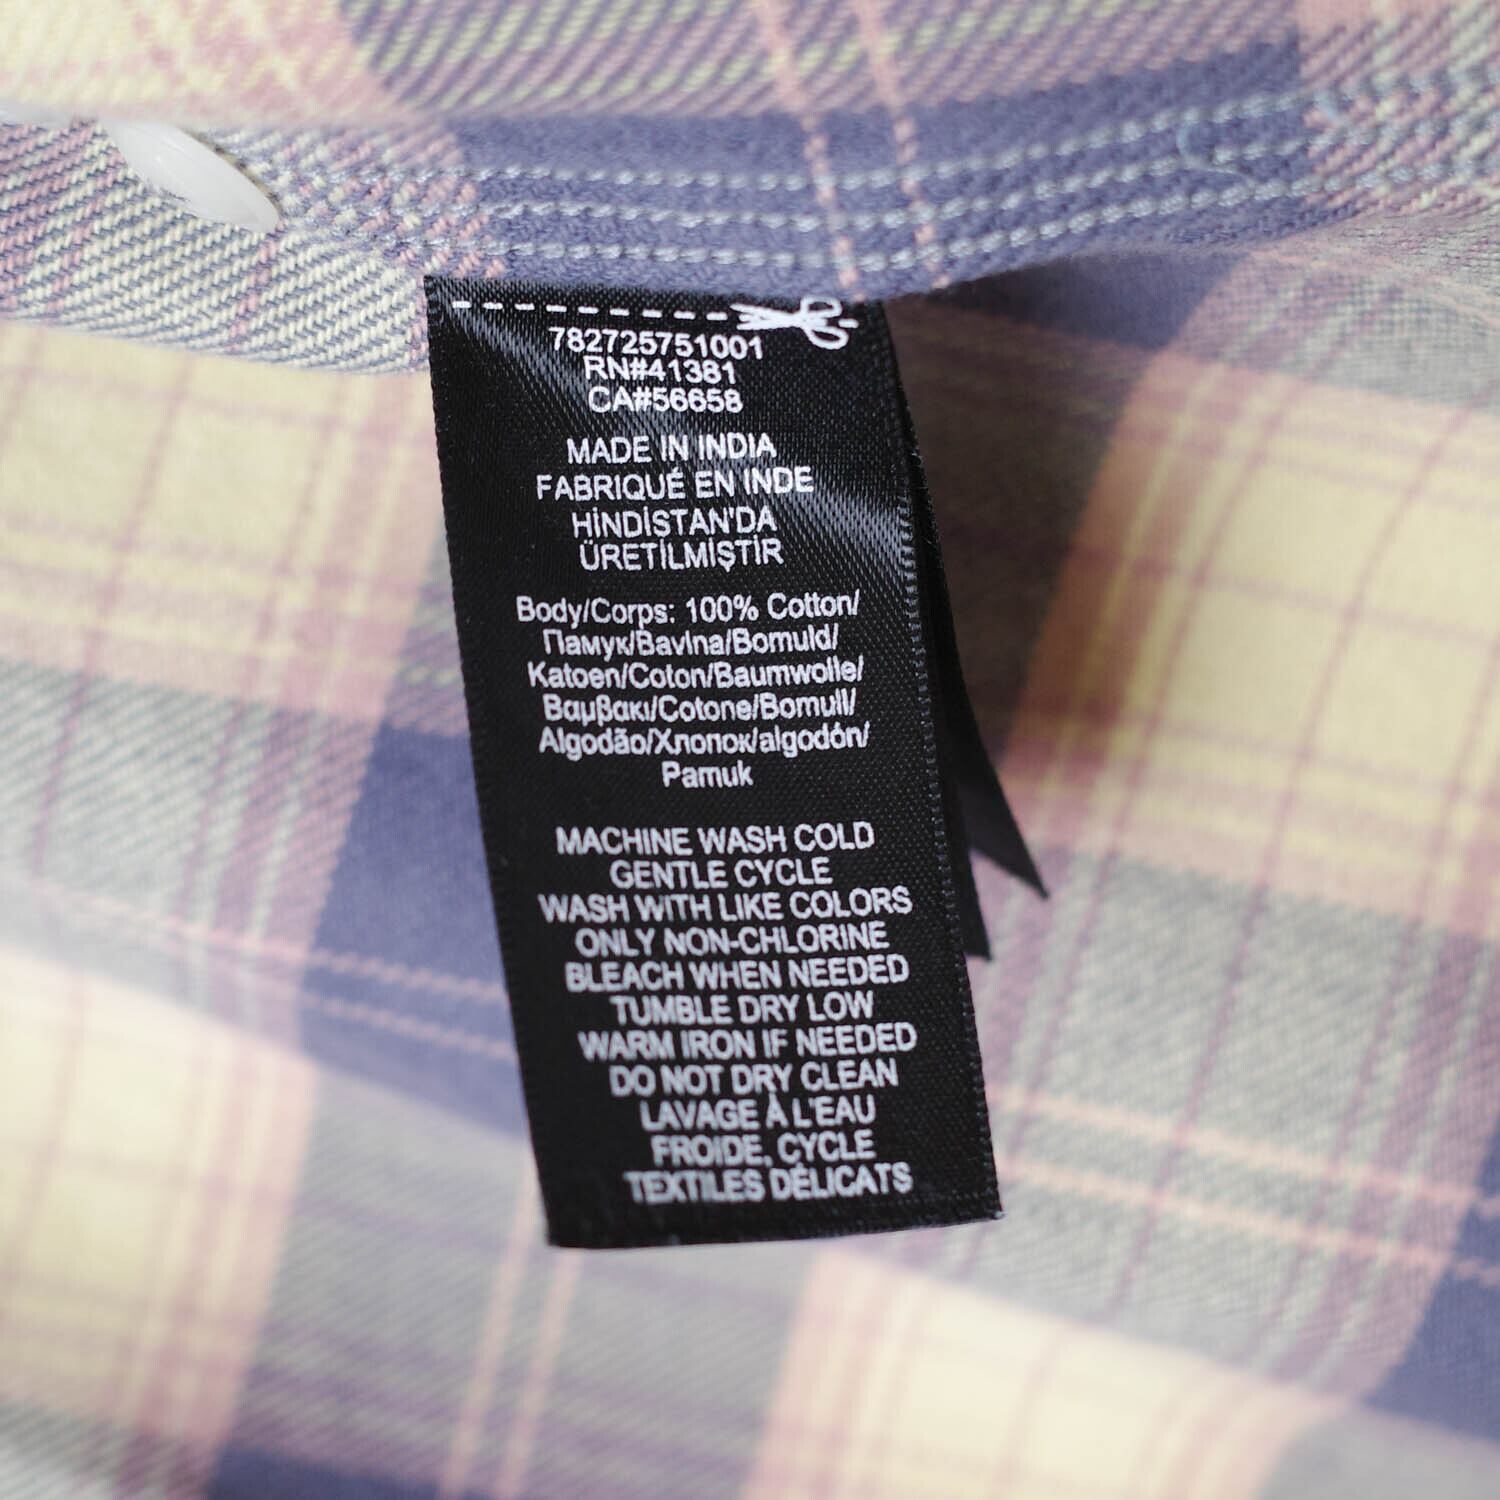 782725751001
RN#41381
CA#56658
MADE IN INDIA
FABRIQUÉ EN INDE
HİNDİSTAN'DA
ÜRETİLMİŞTİR
Body/Corps: 100% Cotton/
Памук/Bavlna/Bomuld/
Katoen/Coton/Baumwolle/
Βαμβακι/Cotone/Bomull/
Algodão/Хлопок/algodón/
Pamuk
MACHINE WASH COLD
GENTLE CYCLE
WASH WITH LIKE COLORS
ONLY NON-CHLORINE
BLEACH WHEN NEEDED
TUMBLE DRY LOW
WARM IRON IF NEEDED
DO NOT DRY CLEAN
LAVAGE À L'EAU
FROIDE, CYCLE
TEXTILES DÉLICATS